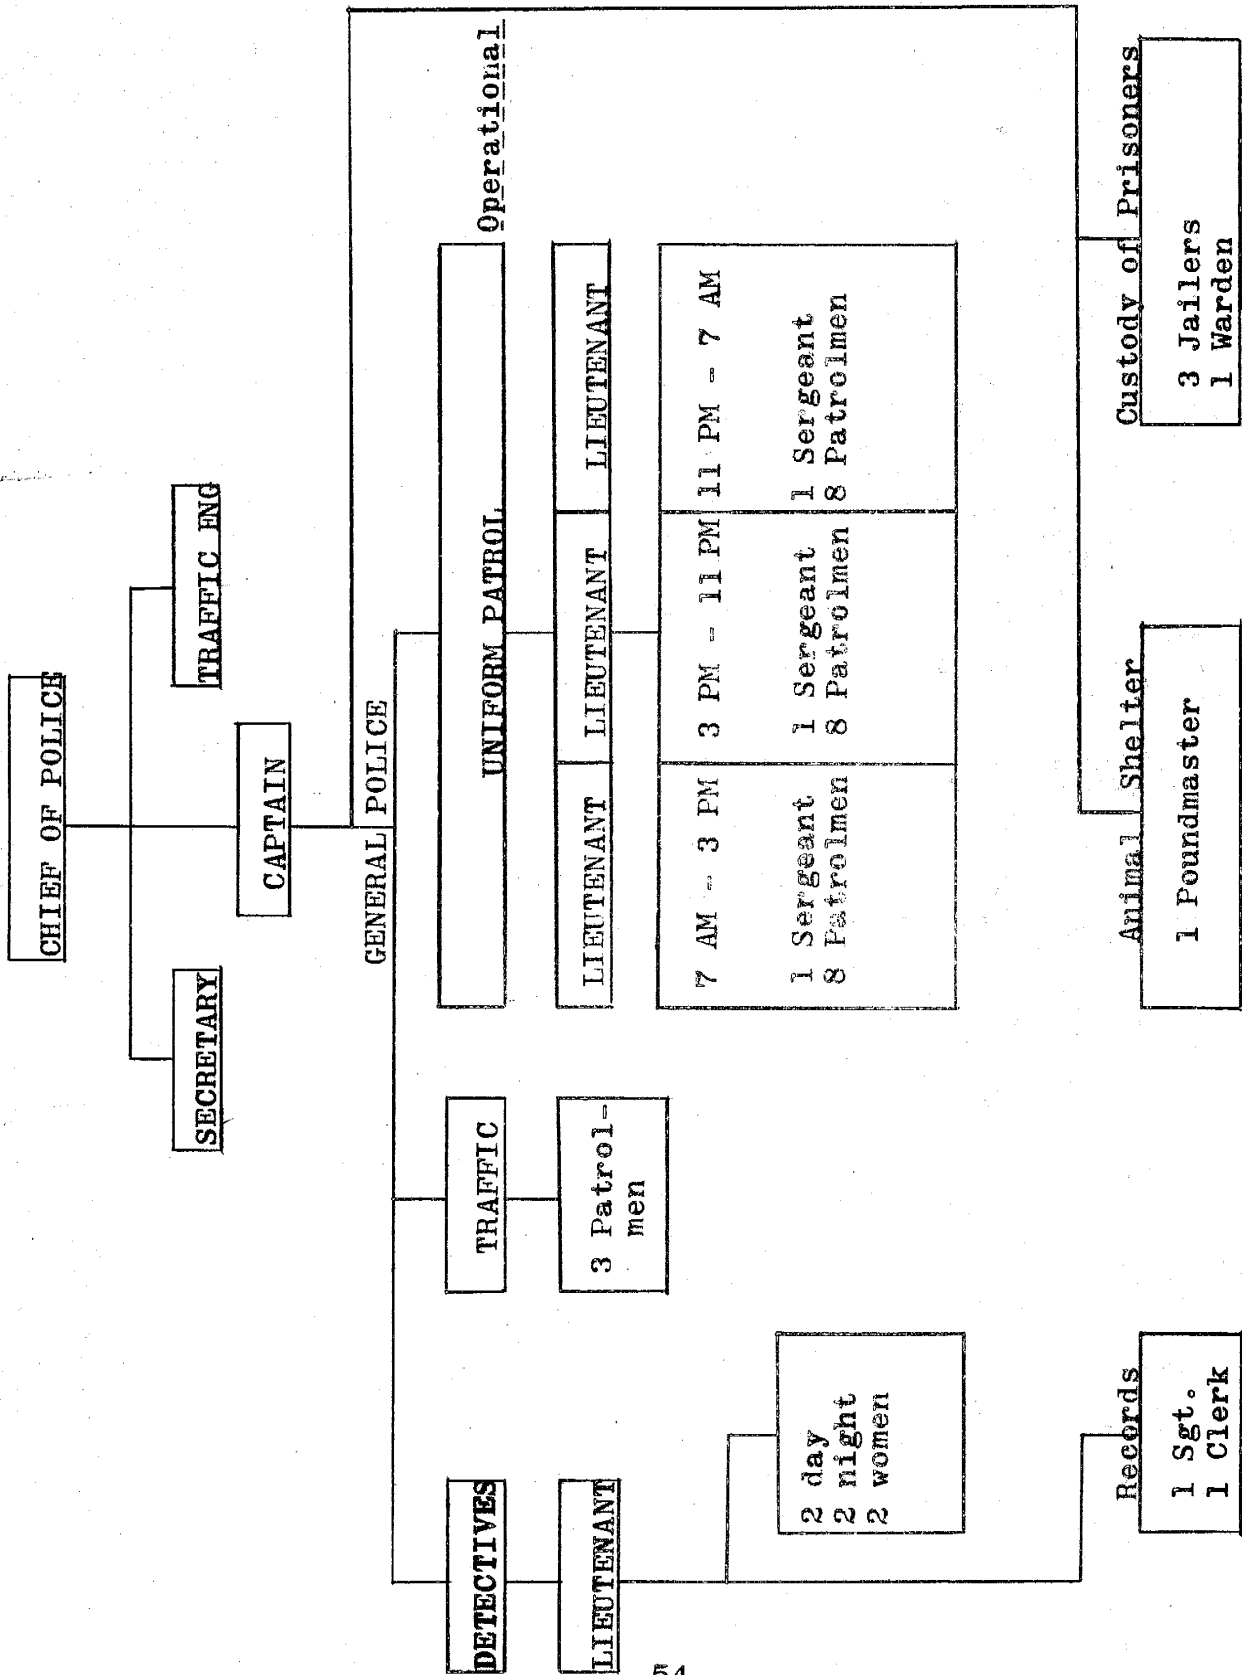 CHIEF OF POLICE
SECRETARY
TRAFFIC ENG
CAPTAIN
GENERAL POLICE
Operational
DETECTIVES
TRAFFIC
UNIFORM PATROL
LIEUTENANT
3 Patrol-
men
LIEUTENANT
LIEUTENANT
LIEUTENANT
7 AM - 3 PM
3 PM - 11 PM
11 PM - 7 AM
1 Sergeant
8 Patrolmen
1 Sergeant
8 Patrolmen
1 Sergeant
8 Patrolmen
2 day
2 night
2 women
Records
1 Sgt.
1 Clerk
Animal Shelter
1 Poundmaster
Custody of Prisoners
3 Jailers
1 Warden
54